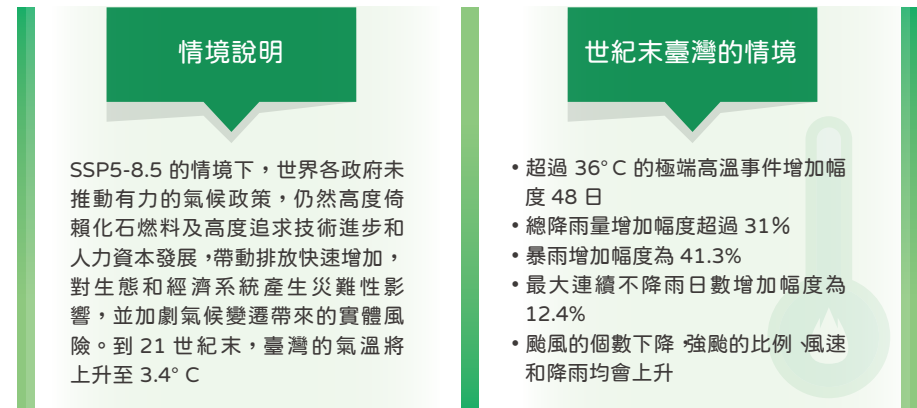 情境說明
SSP5-8.5 的情境下，世界各政府未
推動有力的氣候政策，仍然高度倚
賴化石燃料及高度追求技術進步和
人力資本發展，帶動排放快速增加，
對生態和經濟系統產生災難性影
響，並加劇氣候變遷帶來的實體風
險。到 21 世紀末，臺灣的氣溫將
上升至 3.4° C
世紀末臺灣的情境
• 超過 36° C 的極端高溫事件增加幅
度 48 日
• 總降雨量增加幅度超過 31%
• 暴雨增加幅度為 41.3%
• 最大連續不降雨日數增加幅度為
12.4%
• 颱風的個數下降，強颱的比例、風速
和降雨均會上升